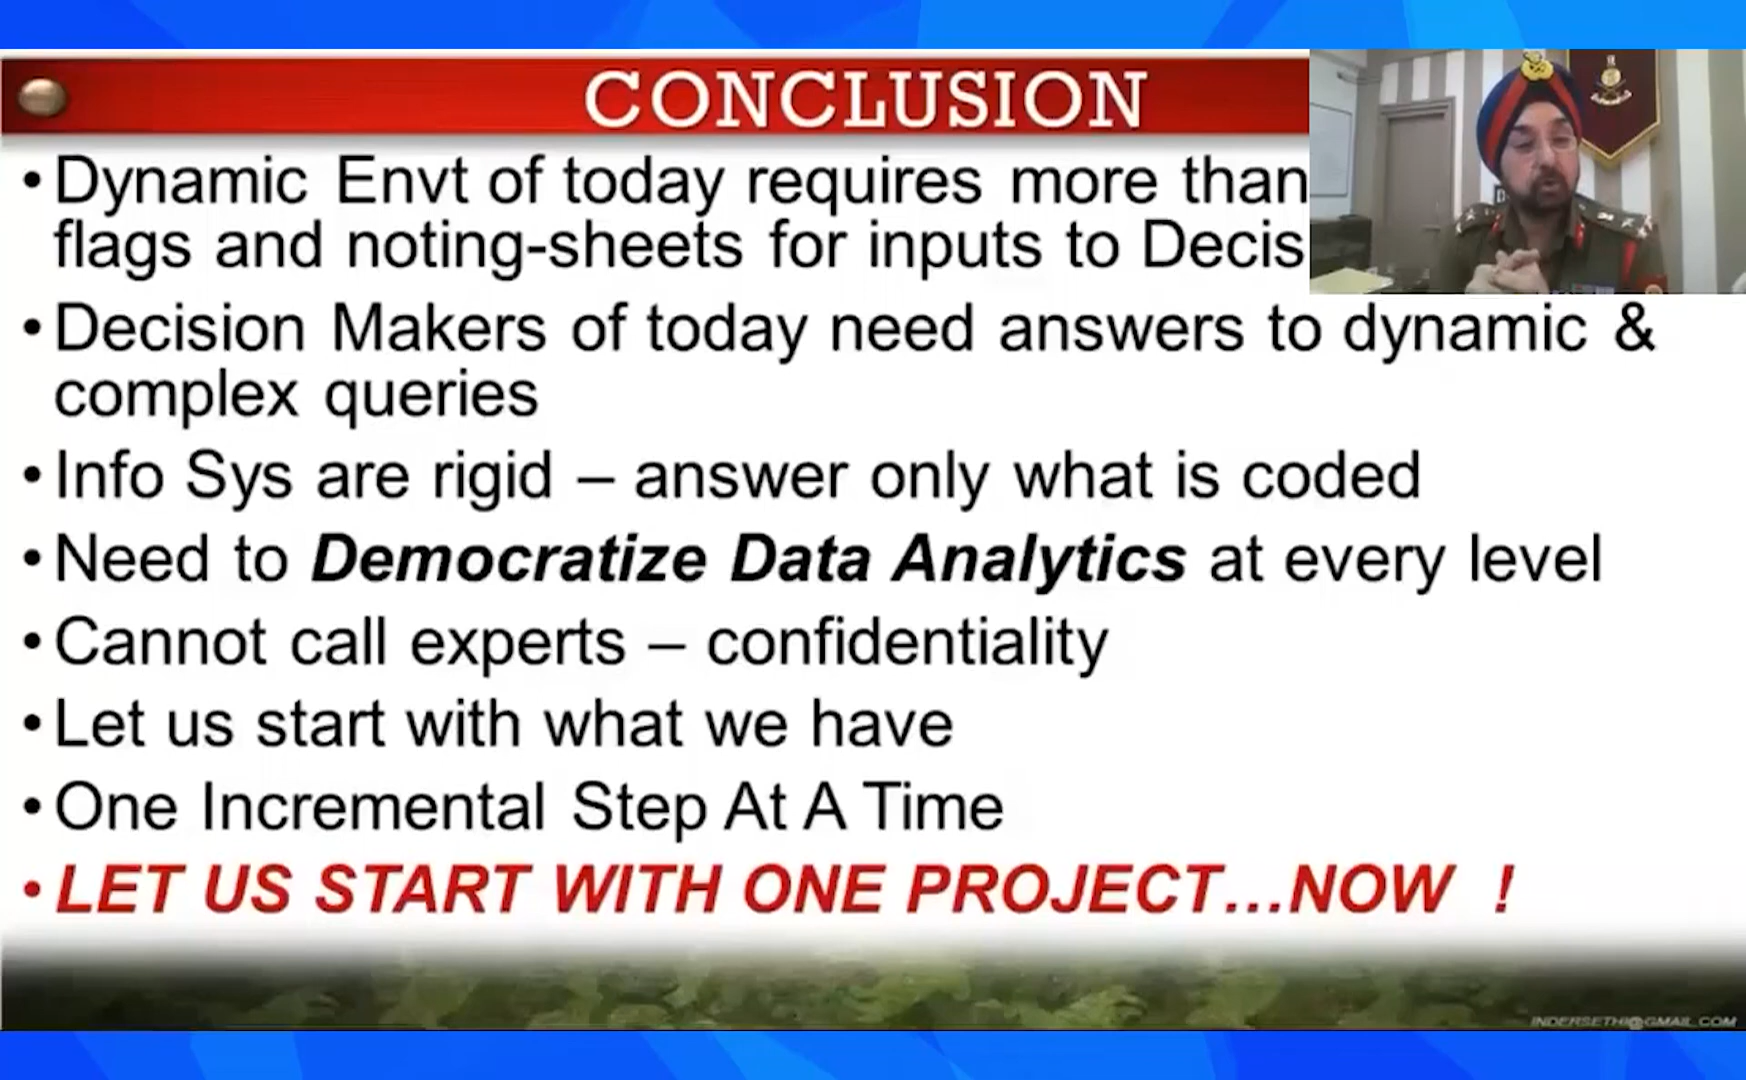 CONCLUSION
• Dynamic Envt of today requires more than
flags and noting-sheets for inputs to Decis
• Decision Makers of today need answers to dynamic &
complex queries
• Info Sys are rigid – answer only what is coded
• Need to Democratize Data Analytics at every level
• Cannot call experts – confidentiality
• Let us start with what we have
• One Incremental Step At A Time
• LET US START WITH ONE PROJECT...NOW !
INDERSETHI@GMAIL.COM